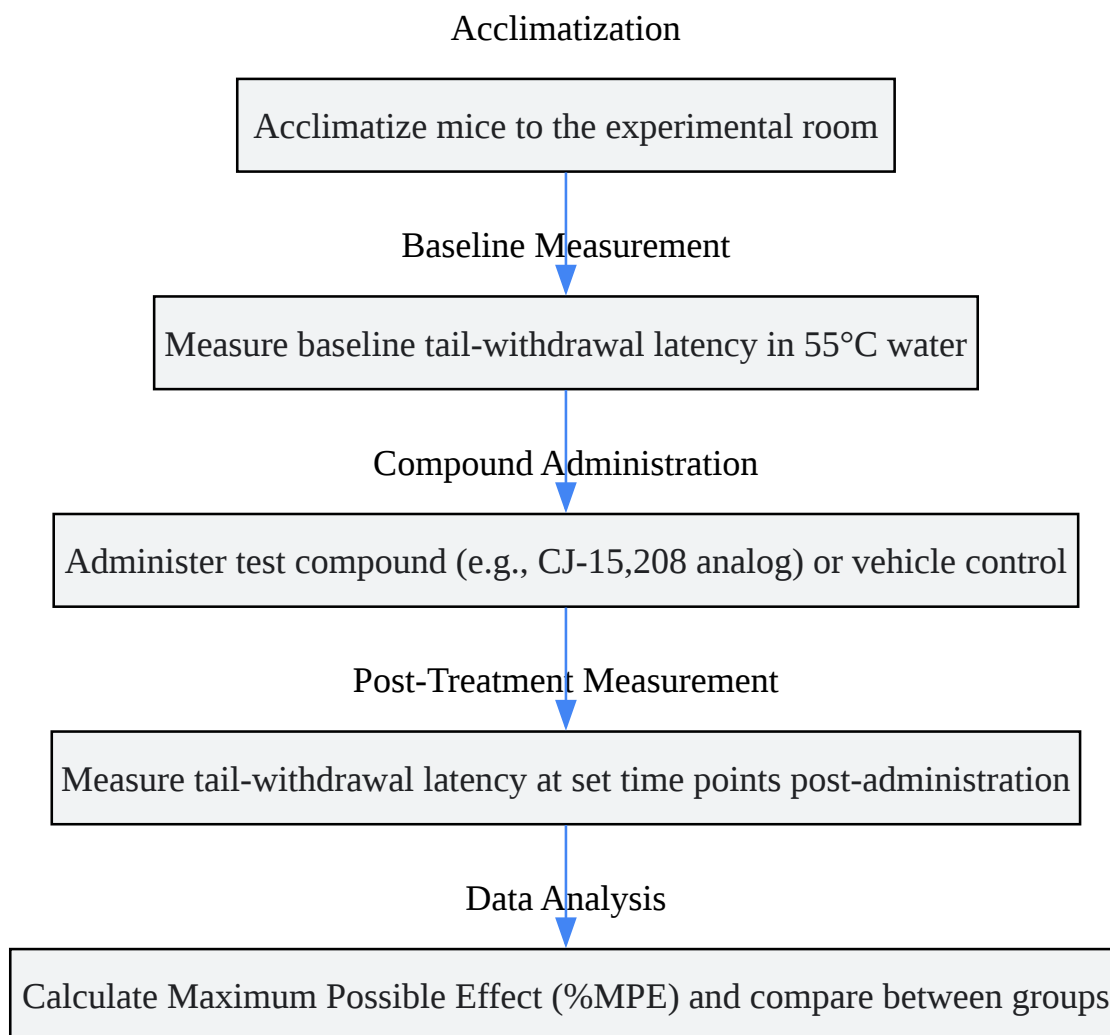 Acclimatization
Acclimatize mice to the experimental room
Baseline Measurement
Measure baseline tail-withdrawal latency in 55°C water
Compound Administration
Administer test compound (e.g., CJ-15,208 analog) or vehicle control
Post-Treatment Measurement
Measure tail-withdrawal latency at set time points post-administration
Data Analysis
Calculate Maximum Possible Effect (%MPE) and compare between groups